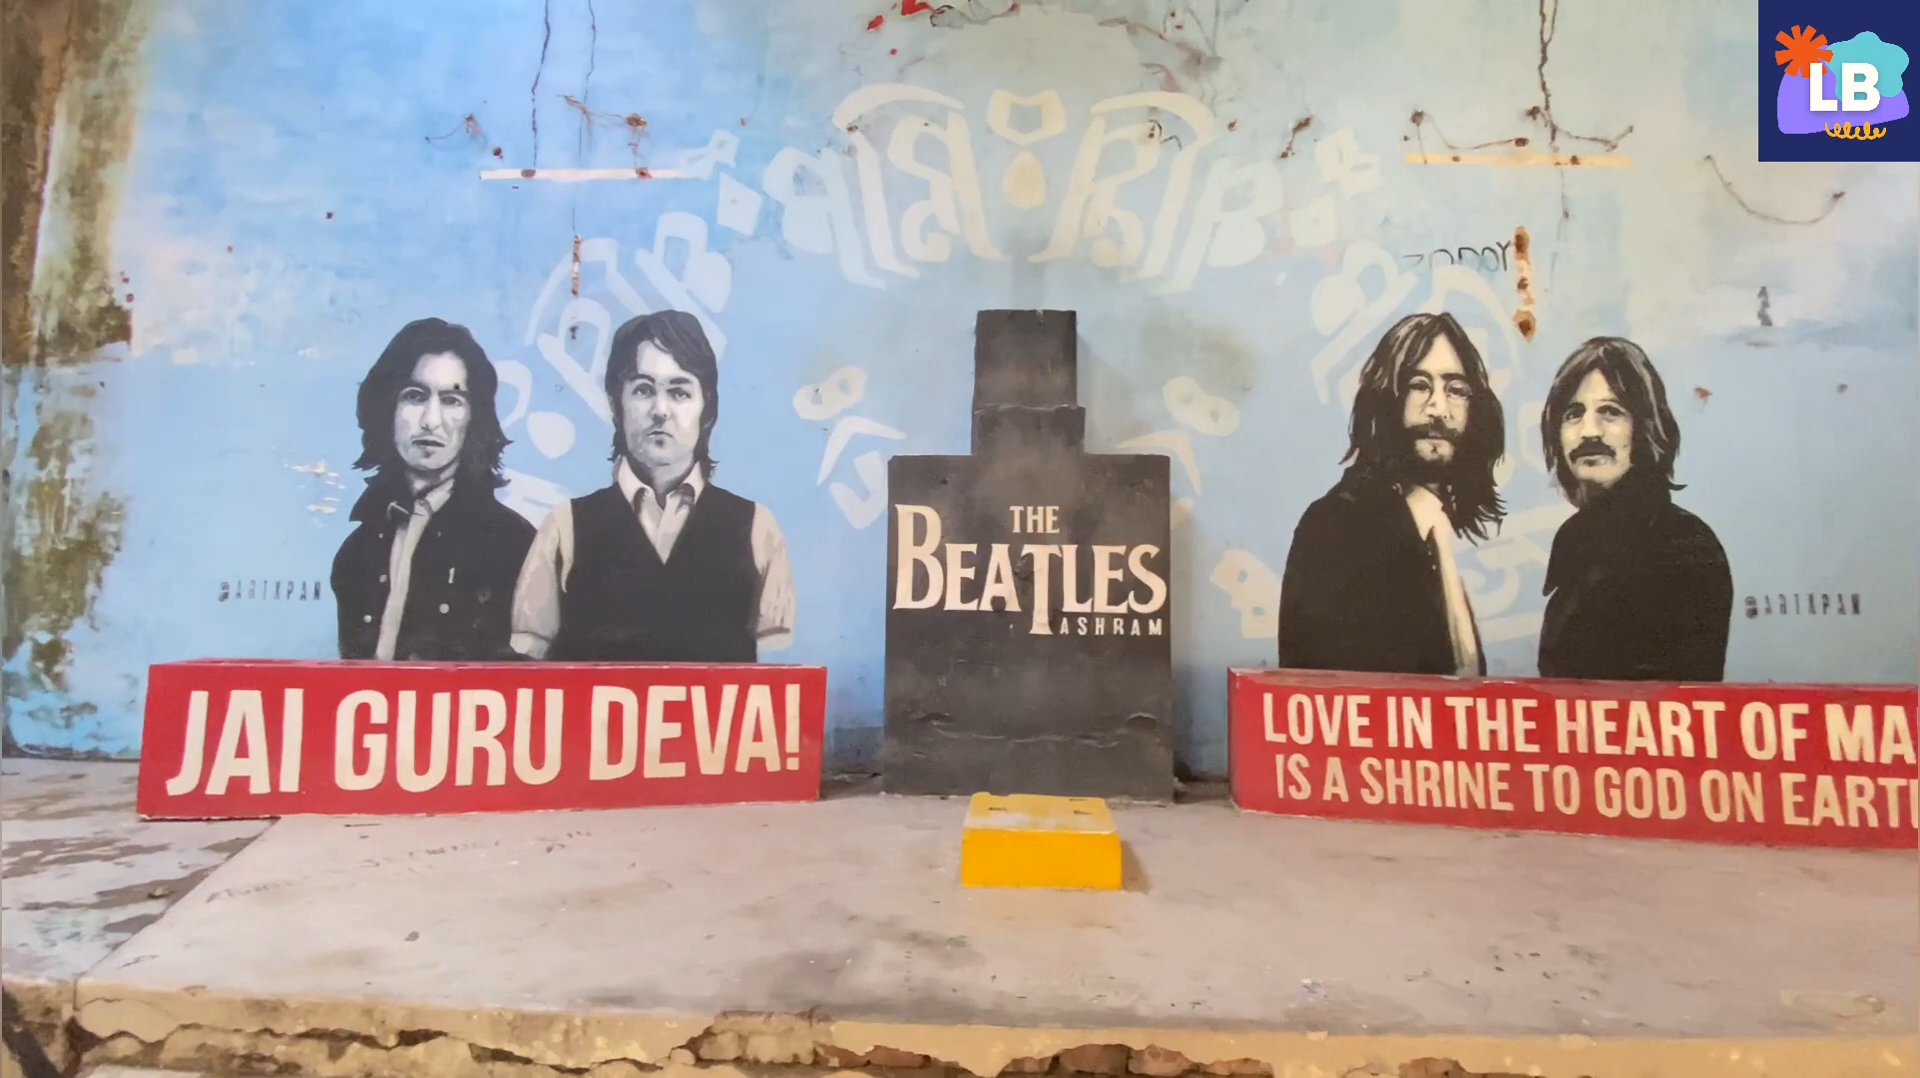 LB
@ARTXPAN
THE
BEATLES
ASHRAM
@ARTXPAN
JAI GURU DEVA!
LOVE IN THE HEART OF MA
IS A SHRINE TO GOD ON EART